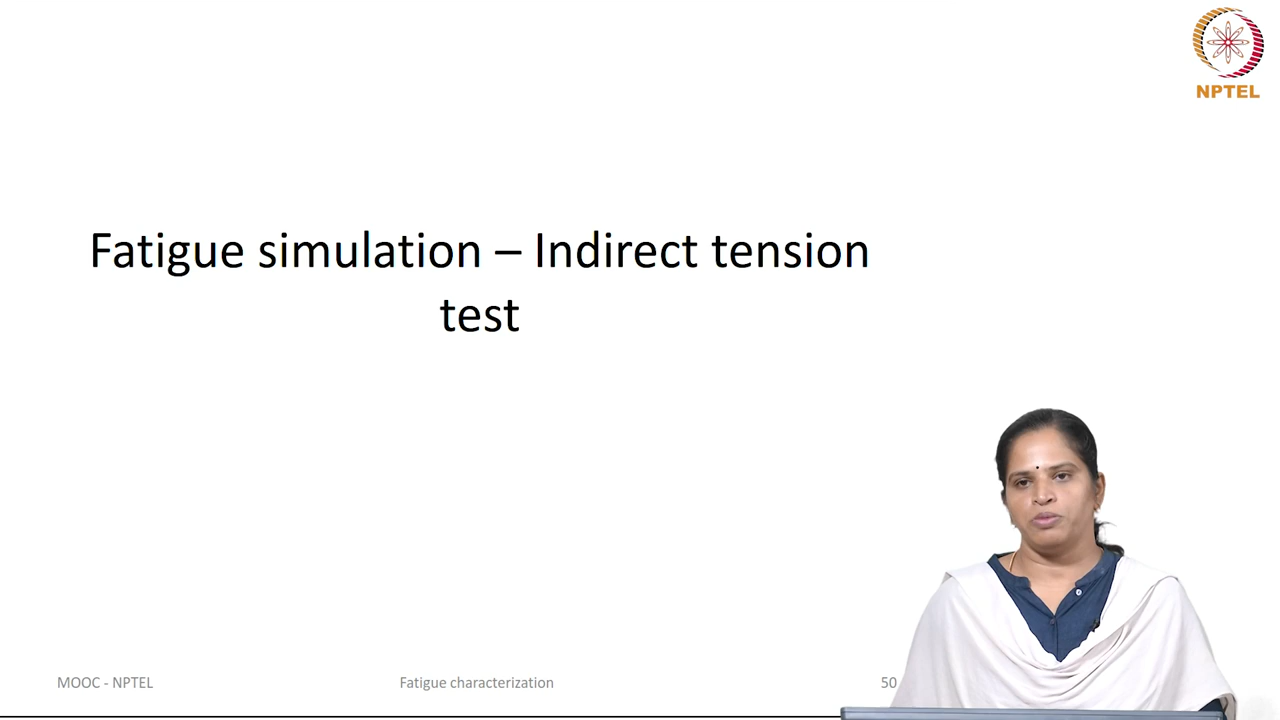 NPTEL
Fatigue simulation – Indirect tension
test
MOOC - NPTEL
Fatigue characterization
50